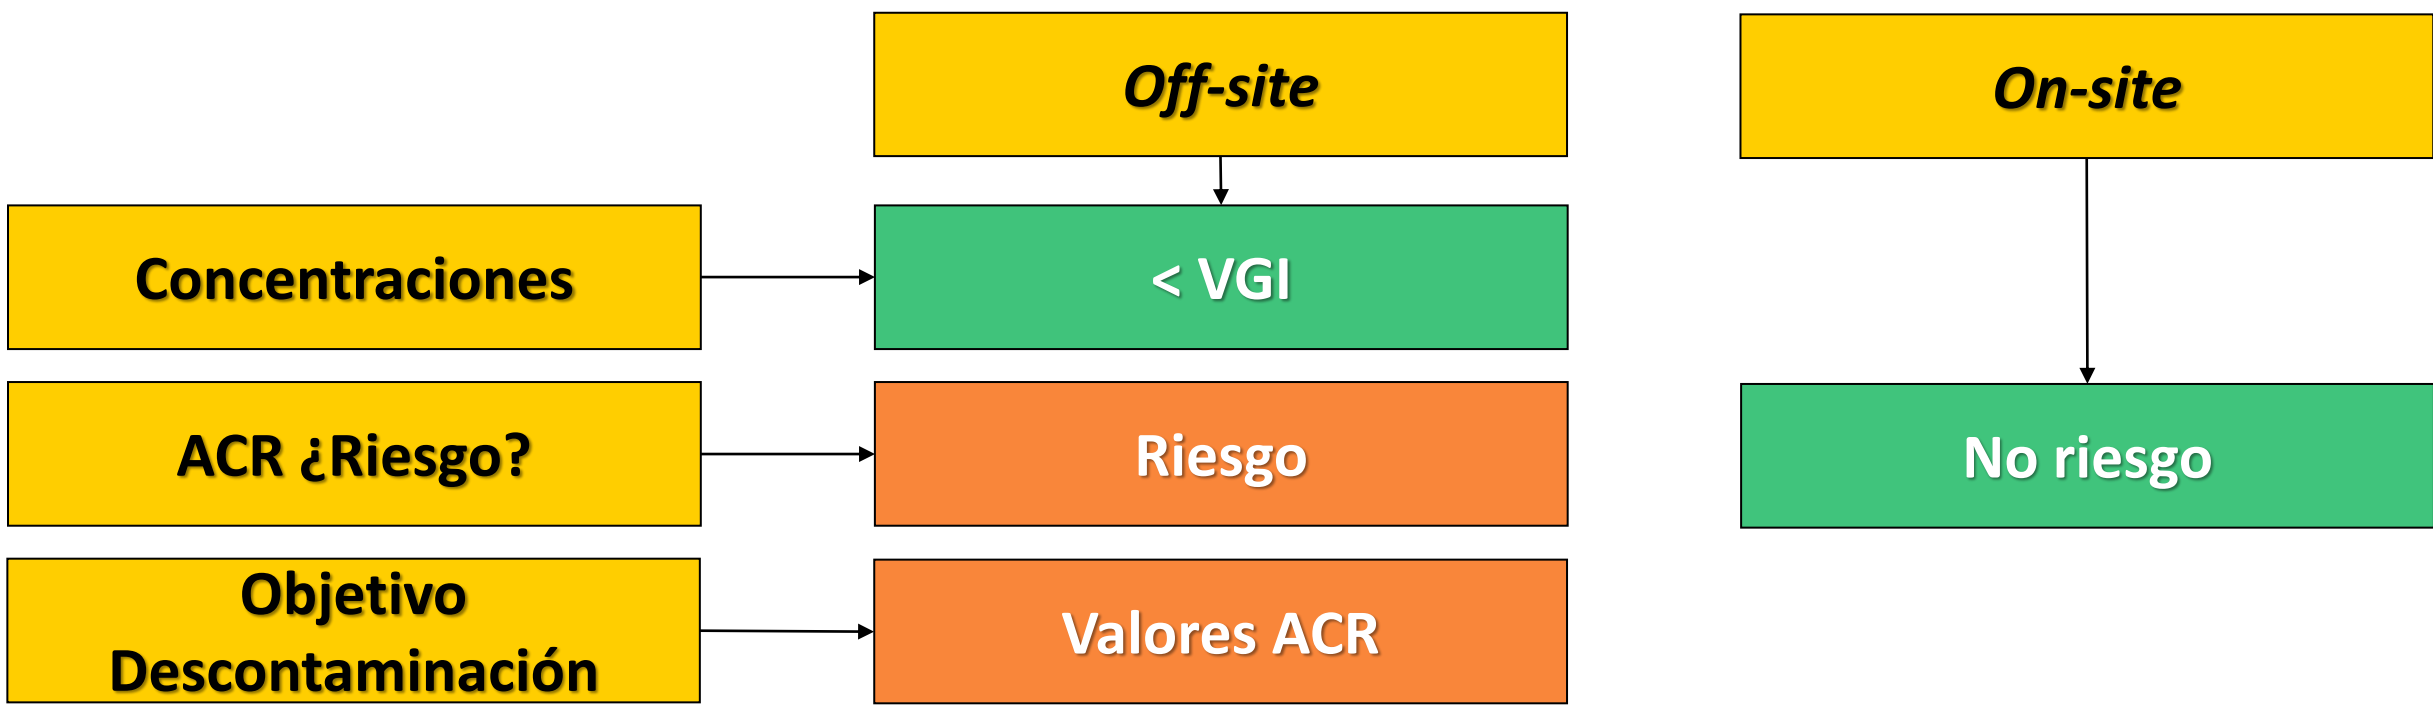 Off-site
On-site
Concentraciones
< VGI
ACR ¿Riesgo?
Riesgo
No riesgo
Objetivo
Descontaminación
Valores ACR